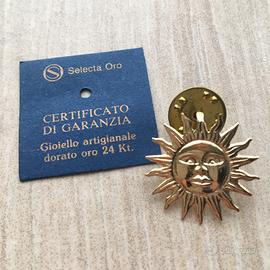 S Selecta Oro
CERTIFICATO
DI GARANZIA
Gioiello artigianale
dorato oro 24 Kt.